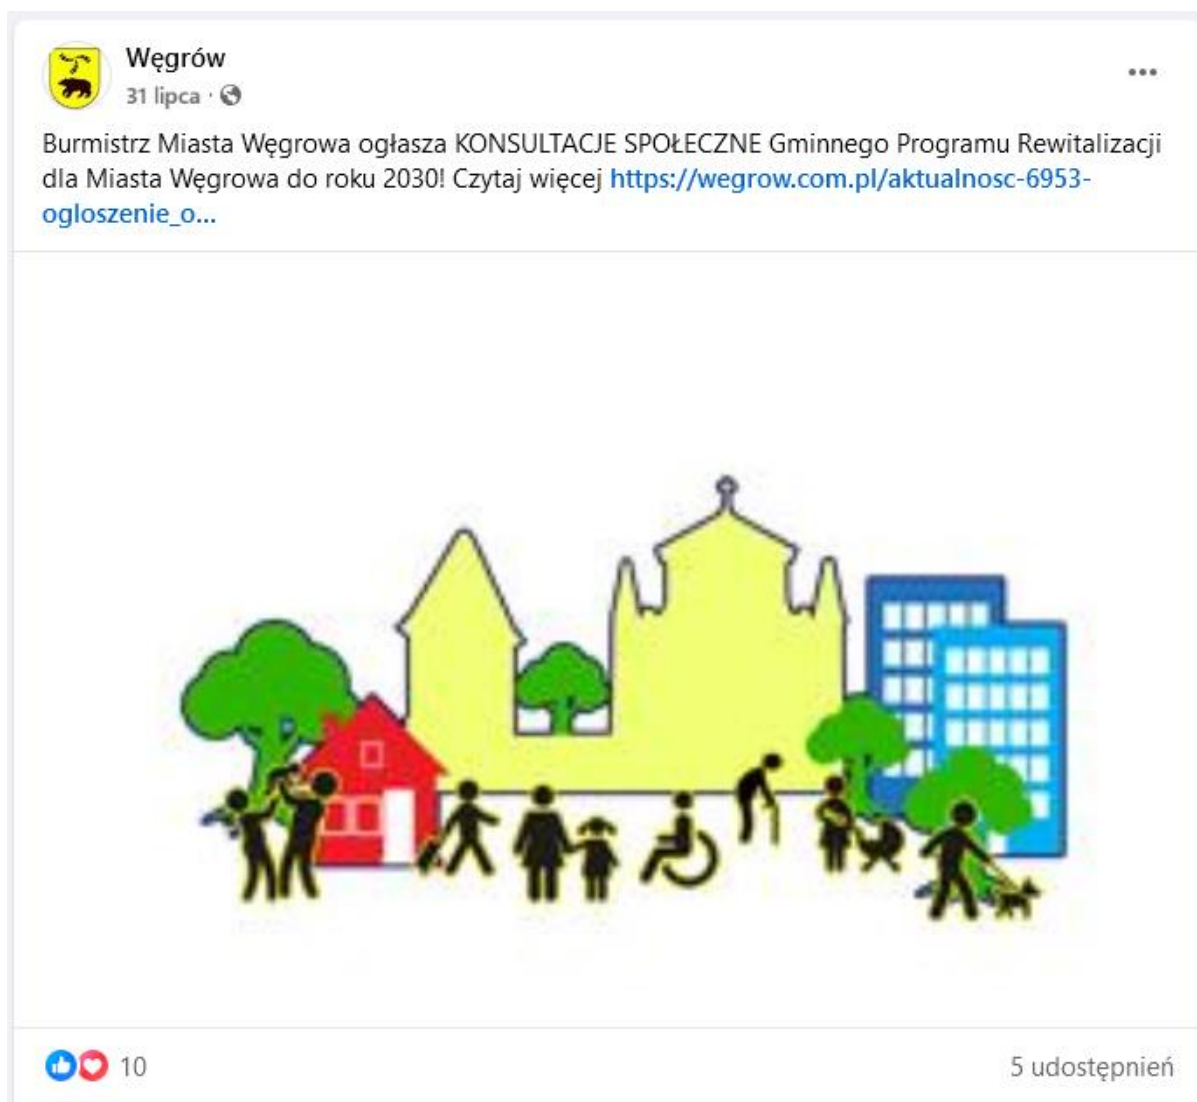 Węgrów
31 lipca ·
Burmistrz Miasta Węgrowa ogłasza KONSULTACJE SPOŁECZNE Gminnego Programu Rewitalizacji
dla Miasta Węgrowa do roku 2030! Czytaj więcej https://wegrow.com.pl/aktualnosc-6953-
ogloszenie_o...
10
5 udostępnień